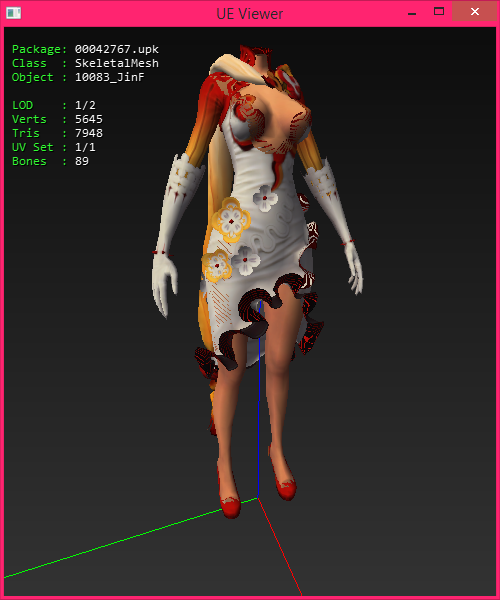 UE Viewer
Package: 00042767.upk
Class  : SkeletalMesh
Object : 10083_JinF
LOD    : 1/2
Verts  : 5645
Tris   : 7948
UV Set : 1/1
Bones  : 89